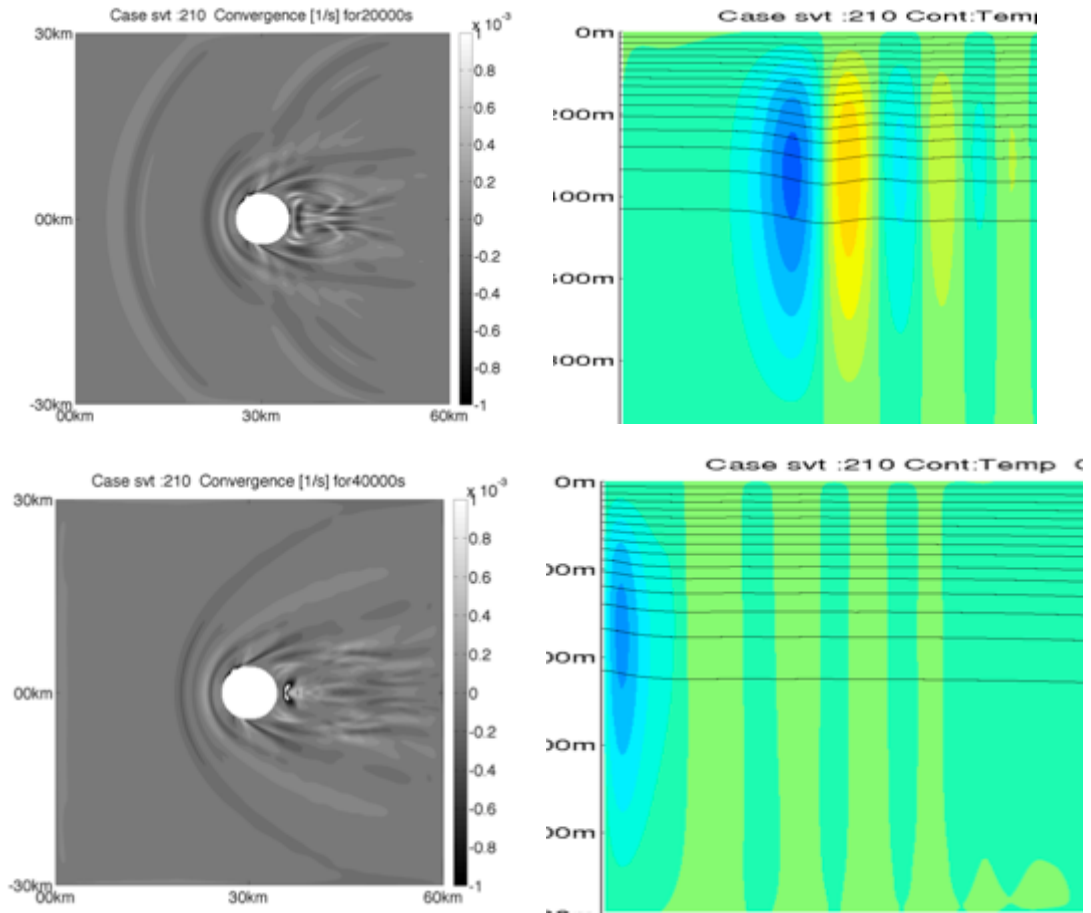 Case svt :210  Convergence [1/s] for20000s
x 10-3
30km
00km
-30km
00km
30km
60km
1
0.8
0.6
0.4
0.2
0
-0.2
-0.4
-0.6
-0.8
-1
Case svt :210 Cont:Temp
0m
200m
400m
600m
800m
Case svt :210  Convergence [1/s] for40000s
x 10-3
30km
00km
-30km
00km
30km
60km
1
0.8
0.6
0.4
0.2
0
-0.2
-0.4
-0.6
-0.8
-1
Case svt :210 Cont:Temp
0m
00m
00m
00m
00m